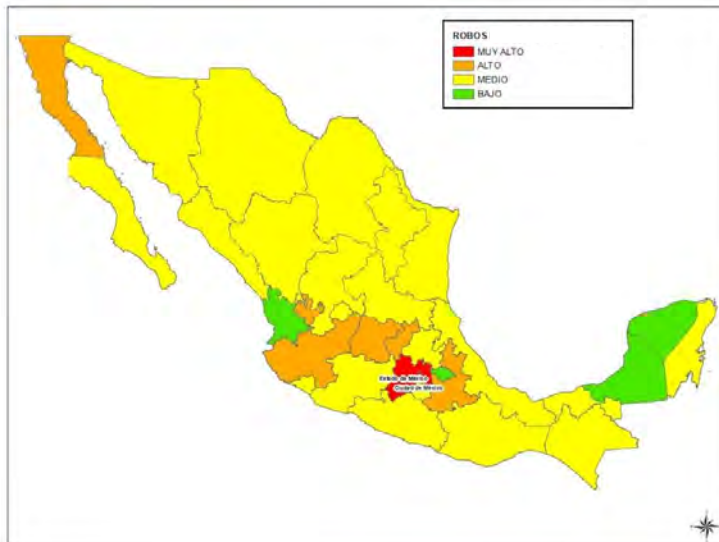 ROBOS
MUY ALTO
ALTO
MEDIO
BAJO
Estado de México
Ciudad de México